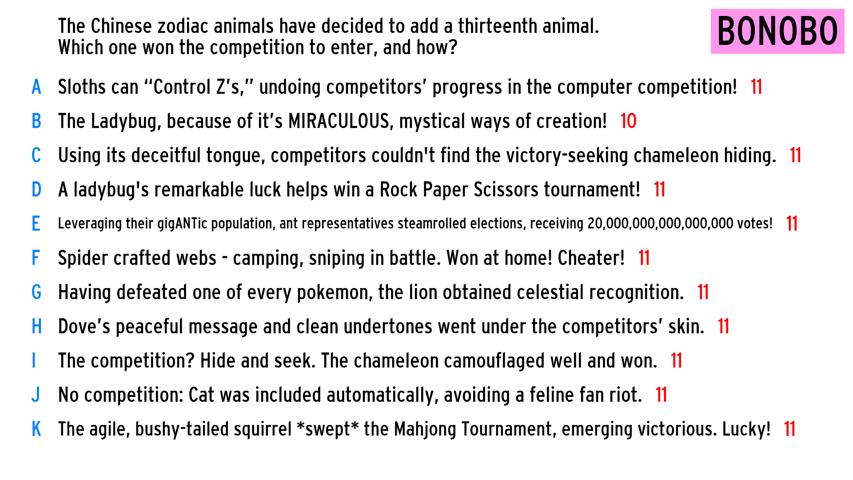 The Chinese zodiac animals have decided to add a thirteenth animal.
Which one won the competition to enter, and how?
BONOBO
A Sloths can “Control Z’s,” undoing competitors’ progress in the computer competition! 11
B The Ladybug, because of it’s MIRACULOUS, mystical ways of creation! 10
C Using its deceitful tongue, competitors couldn't find the victory-seeking chameleon hiding. 11
D A ladybug's remarkable luck helps win a Rock Paper Scissors tournament! 11
E Leveraging their gigANTic population, ant representatives steamrolled elections, receiving 20,000,000,000,000,000 votes! 11
F Spider crafted webs - camping, sniping in battle. Won at home! Cheater! 11
G Having defeated one of every pokemon, the lion obtained celestial recognition. 11
H Dove’s peaceful message and clean undertones went under the competitors’ skin. 11
I The competition? Hide and seek. The chameleon camouflaged well and won. 11
J No competition: Cat was included automatically, avoiding a feline fan riot. 11
K The agile, bushy-tailed squirrel *swept* the Mahjong Tournament, emerging victorious. Lucky! 11